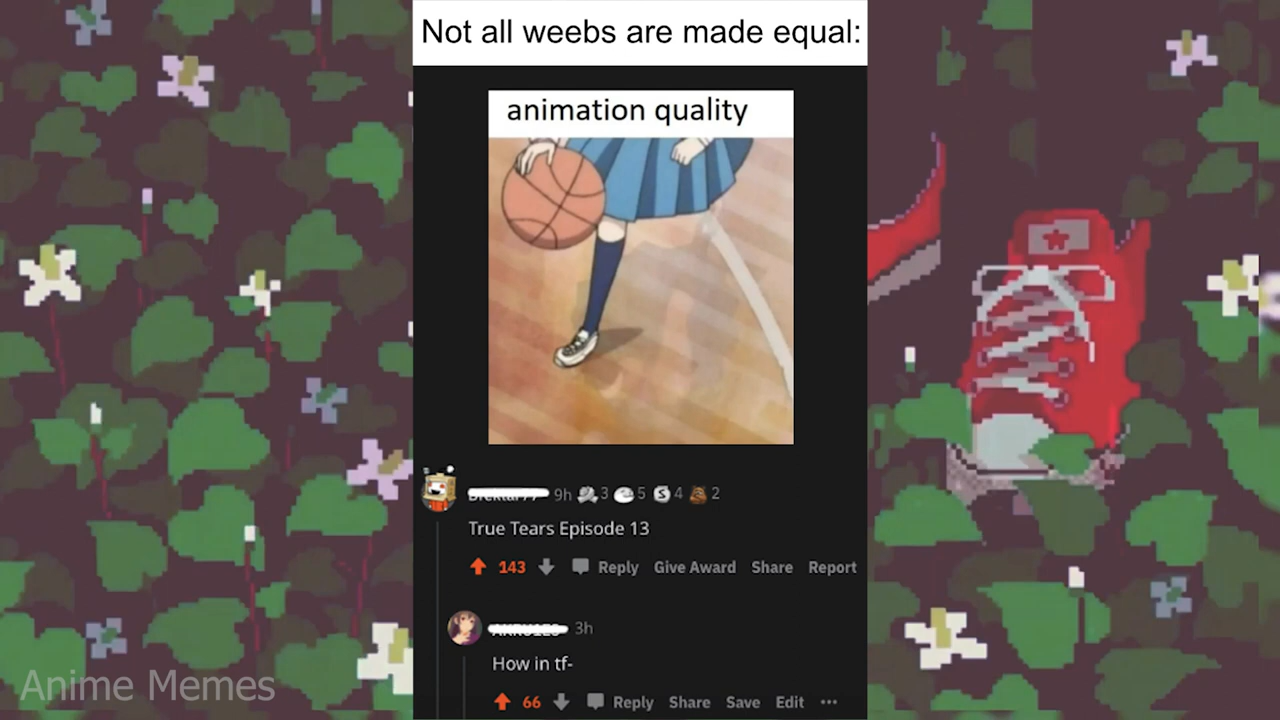 Not all weebs are made equal:
animation quality
9h 3 5 S 4 2
True Tears Episode 13
143 Reply Give Award Share Report
3h
How in tf-
66 Reply Share Save Edit ...
Anime Memes